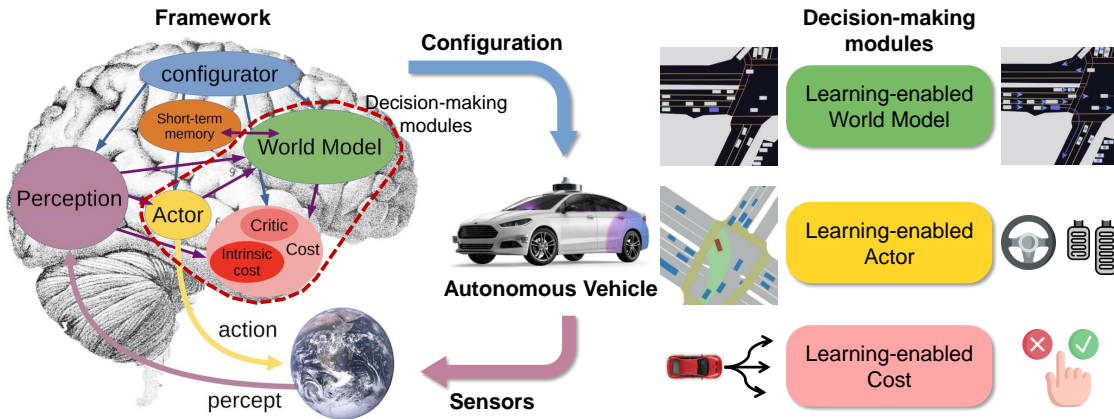 Framework
configurator
Short-term
memory
World Model
Perception
Actor
Critic
Cost
Intrinsic
cost
action
percept
Decision-making
modules
Configuration
Autonomous Vehicle
Sensors
Decision-making
modules
Learning-enabled
World Model
Learning-enabled
Actor
Learning-enabled
Cost